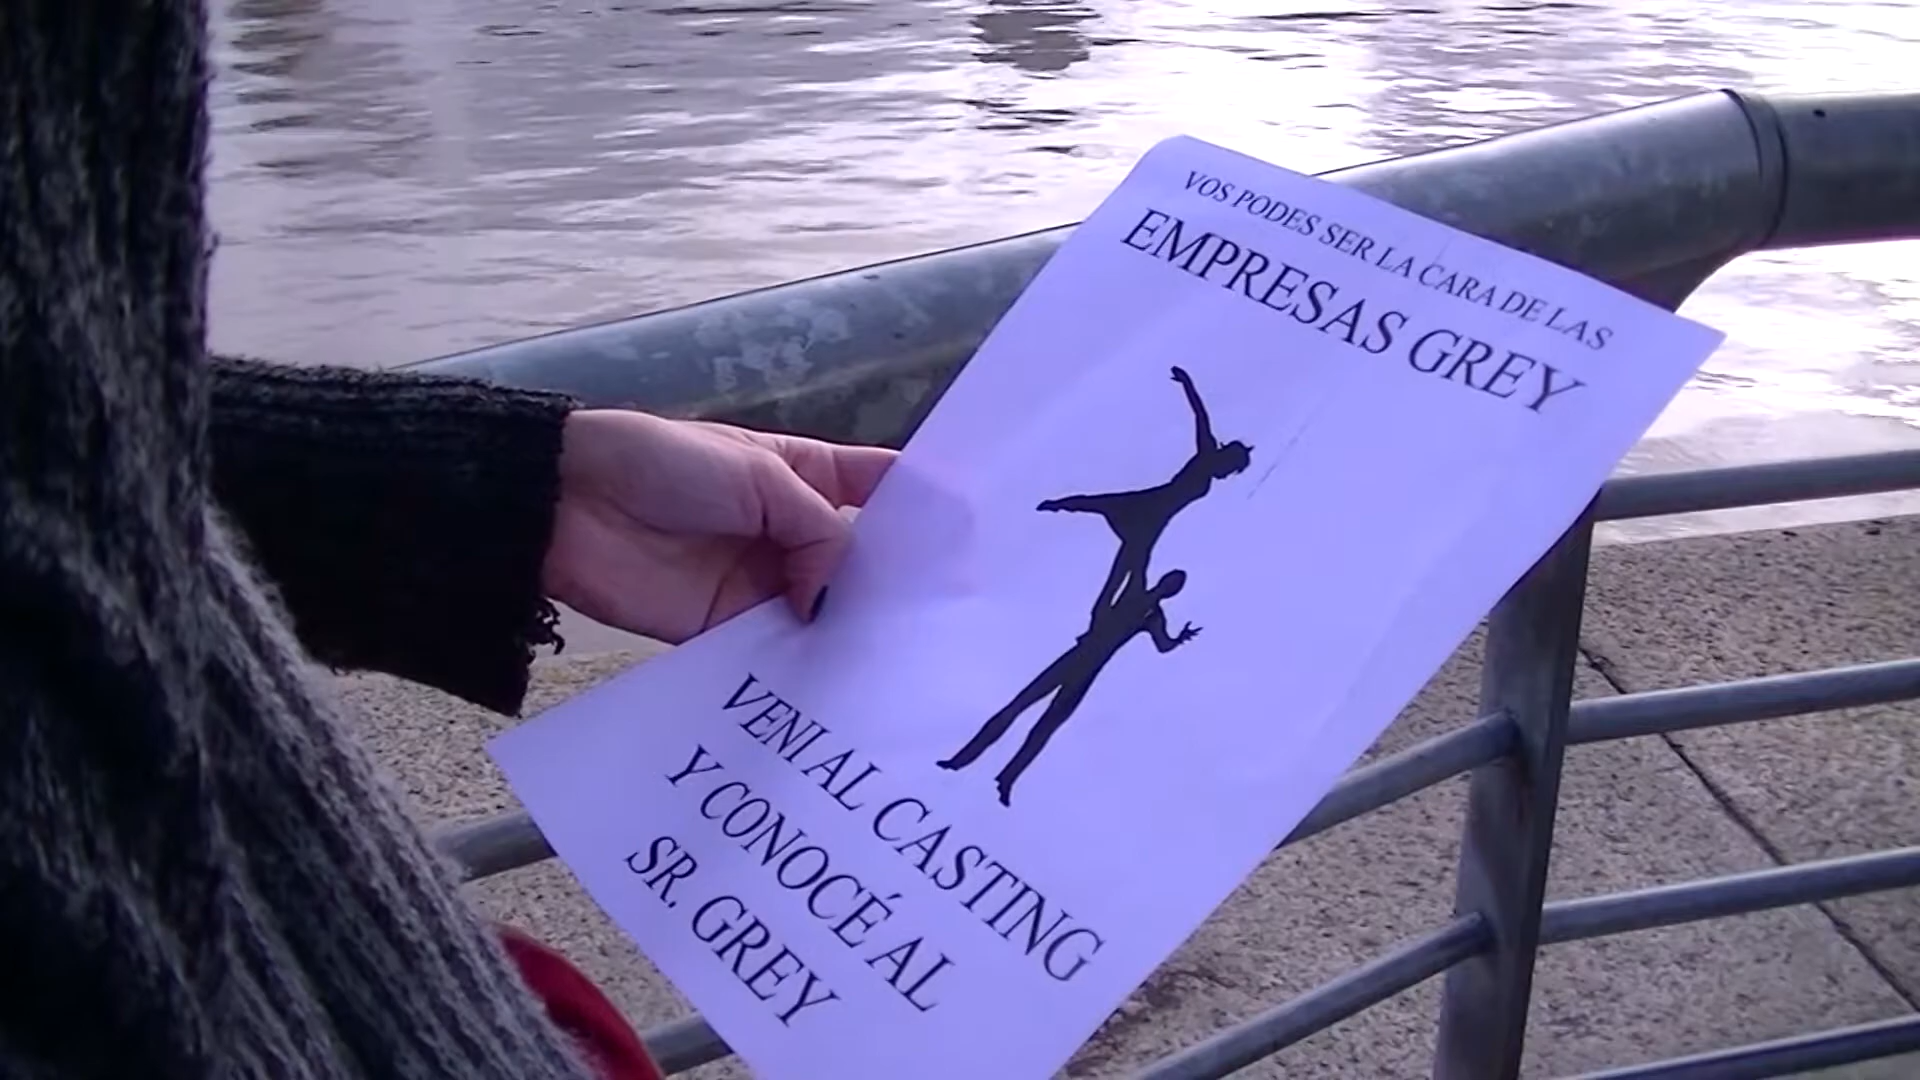 VOS PODES SER LA CARA DE LAS
EMPRESAS GREY
VENI AL CASTING
Y CONOCÉ AL
SR. GREY